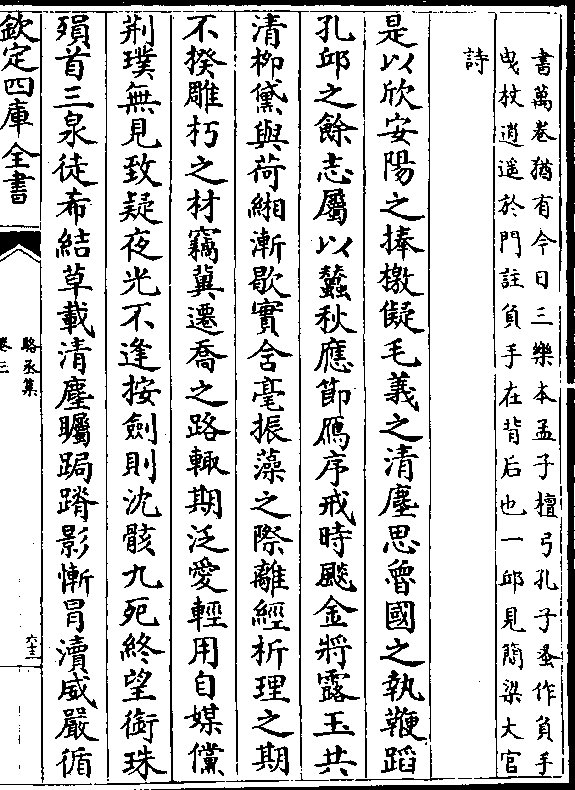 書萬卷猶有今日三樂本孟子檀弓孔子蚤作負手
曳杖逍遥於門註負手在背后也一邱見簡梁大官
詩
是以欣安陽之捧檄儗毛義之清塵思魯國之執鞭蹈
孔邱之餘志屬以蠶秋應節鴈序戒時飈金將露玉共
清栁黛與荷緗漸歇實含毫振藻之際離經析理之期
不揆雕朽之材竊冀遷喬之路輙期泛愛輕用自媒儻
荆璞無見致疑夜光不逢按劒則沈骸九死終望銜珠
殞首三泉徒希結草載清塵矚跼蹐影慚冐瀆威嚴循
欽定四庫全書
駱丞集
卷三
六十三